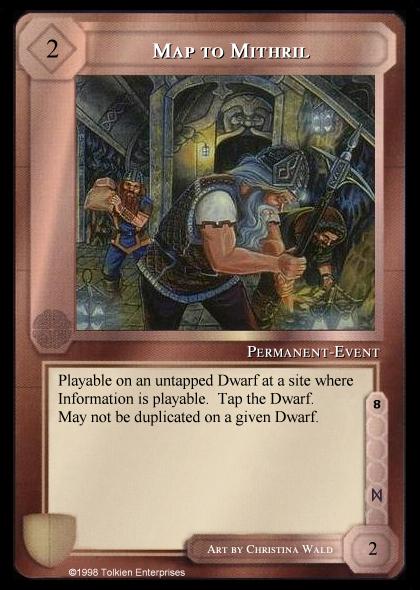 2
Map to Mithril
Permanent-Event
Playable on an untapped Dwarf at a site where
Information is playable. Tap the Dwarf.
May not be duplicated on a given Dwarf.
8
ᛞ
Art by Christina Wald
2
©1998 Tolkien Enterprises